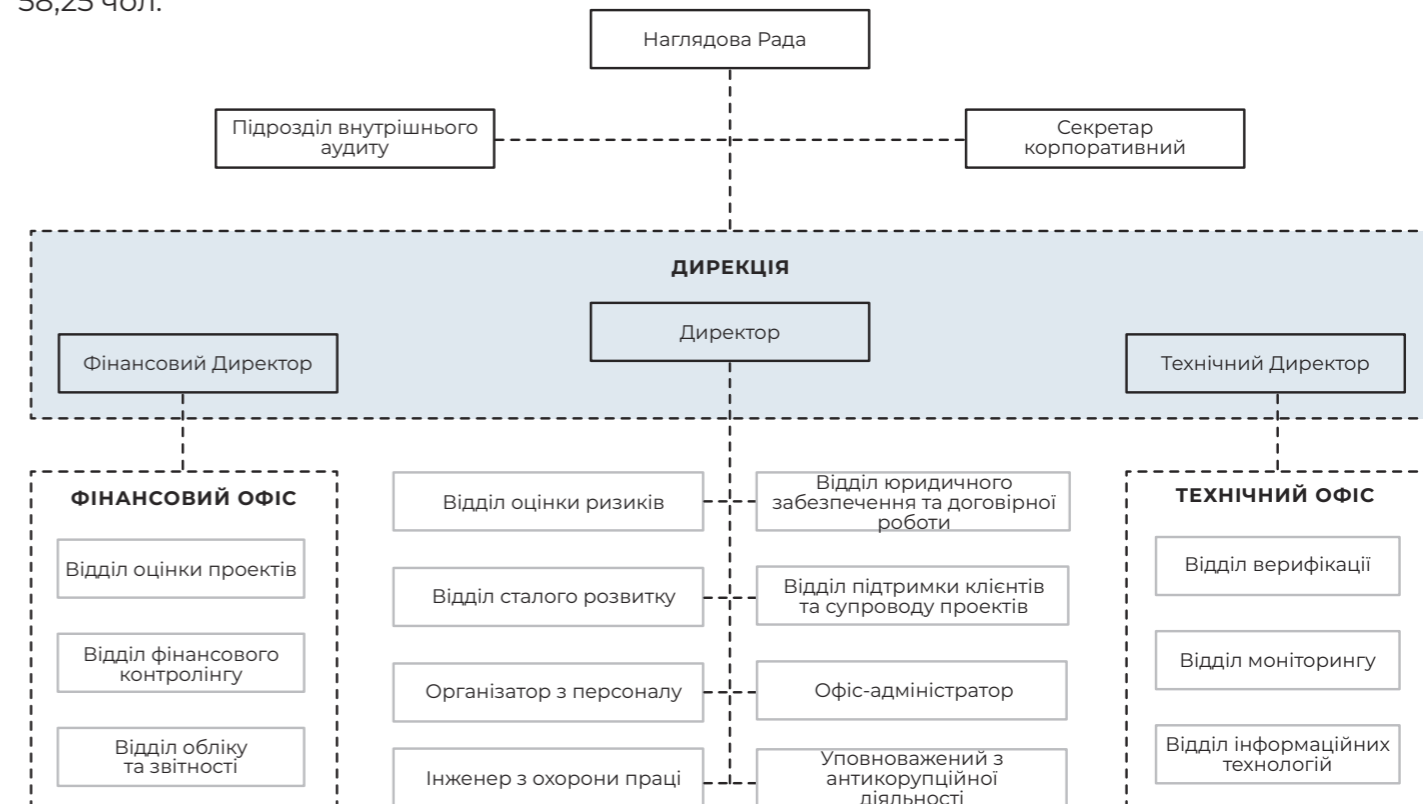 58,25 чол.
Наглядова Рада
Підрозділ внутрішнього
аудиту
Секретар
корпоративний
ДИРЕКЦІЯ
Директор
Фінансовий Директор
Технічний Директор
ФІНАНСОВИЙ ОФІС
Відділ оцінки проектів
Відділ фінансового
контролінгу
Відділ обліку
та звітності
Відділ оцінки ризиків
Відділ юридичного
забезпечення та договірної
роботи
Відділ сталого розвитку
Відділ підтримки клієнтів
та супроводу проектів
Організатор з персоналу
Офіс-адміністратор
Інженер з охорони праці
Уповноважений з
антикорупційної
діяльності
ТЕХНІЧНИЙ ОФІС
Відділ верифікації
Відділ моніторингу
Відділ інформаційних
технологій